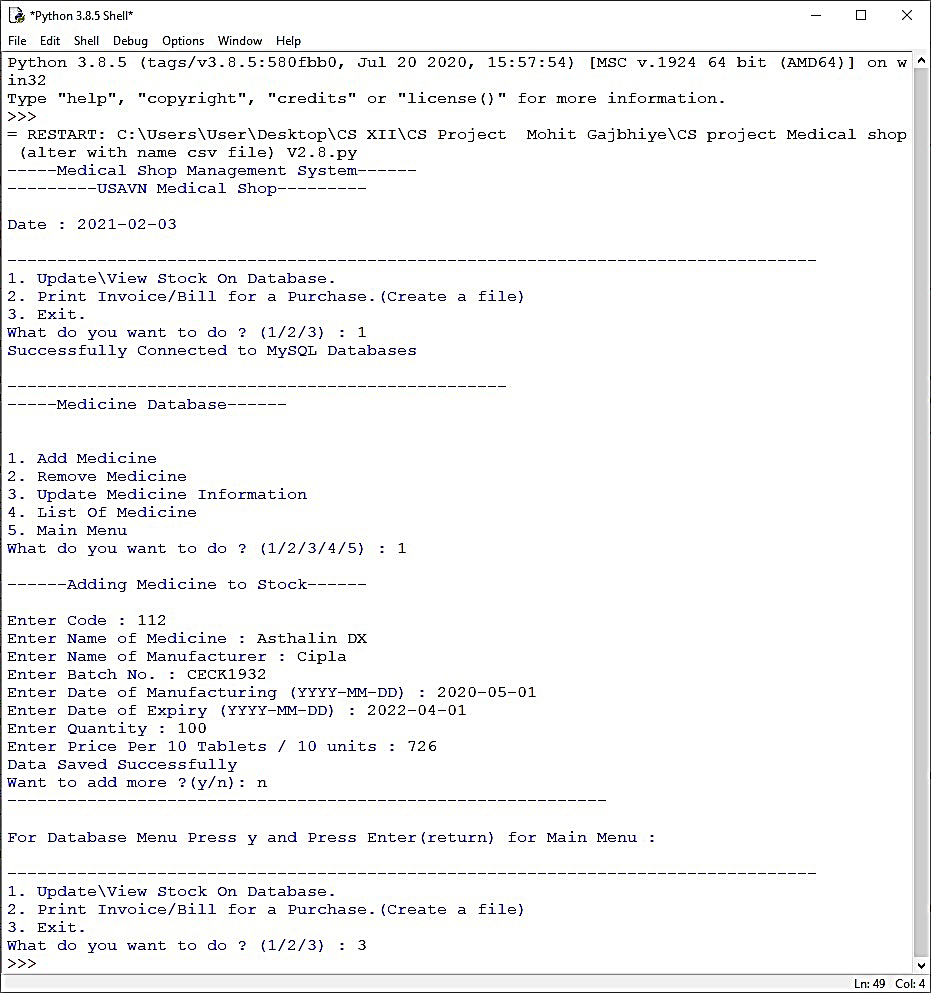 *Python 3.8.5 Shell*
File Edit Shell Debug Options Window Help
Python 3.8.5 (tags/v3.8.5:580fbb0, Jul 20 2020, 15:57:54) [MSC v.1924 64 bit (AMD64)] on w
in32
Type "help", "copyright", "credits" or "license()" for more information.
>>>
= RESTART: C:\Users\User\Desktop\CS XII\CS Project  Mohit Gajbhiye\CS project Medical shop
 (alter with name csv file) V2.8.py
-----Medical Shop Management System------
---------USAVN Medical Shop---------
Date : 2021-02-03
---------------------------------------------------------------------------------
1. Update\View Stock On Database.
2. Print Invoice/Bill for a Purchase.(Create a file)
3. Exit.
What do you want to do ? (1/2/3) : 1
Successfully Connected to MySQL Databases
--------------------------------------------------
-----Medicine Database------
1. Add Medicine
2. Remove Medicine
3. Update Medicine Information
4. List Of Medicine
5. Main Menu
What do you want to do ? (1/2/3/4/5) : 1
------Adding Medicine to Stock------
Enter Code : 112
Enter Name of Medicine : Asthalin DX
Enter Name of Manufacturer : Cipla
Enter Batch No. : CECK1932
Enter Date of Manufacturing (YYYY-MM-DD) : 2020-05-01
Enter Date of Expiry (YYYY-MM-DD) : 2022-04-01
Enter Quantity : 100
Enter Price Per 10 Tablets / 10 units : 726
Data Saved Successfully
Want to add more ?(y/n): n
------------------------------------------------------------
For Database Menu Press y and Press Enter(return) for Main Menu :
---------------------------------------------------------------------------------
1. Update\View Stock On Database.
2. Print Invoice/Bill for a Purchase.(Create a file)
3. Exit.
What do you want to do ? (1/2/3) : 3
>>>
Ln: 49 Col: 4